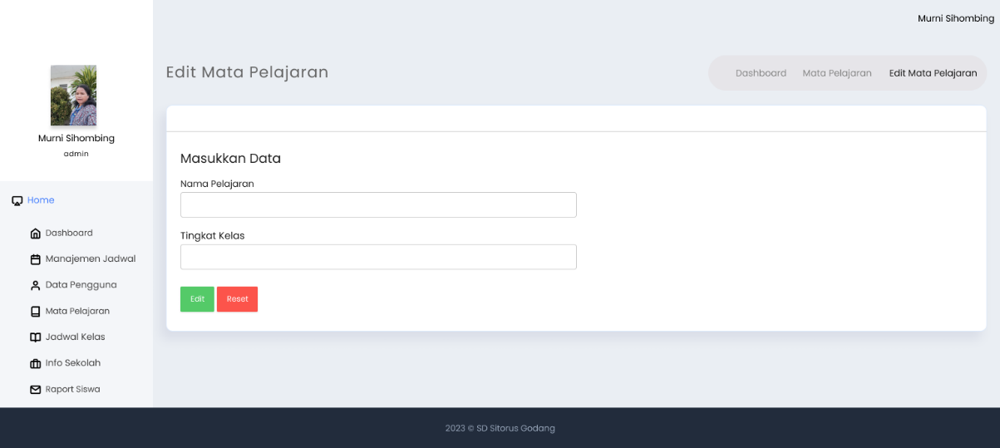 Murni Sihombing
Edit Mata Pelajaran
Dashboard Mata Pelajaran Edit Mata Pelajaran
Murni Sihombing
admin
Home
Dashboard
Manajemen Jadwal
Data Pengguna
Mata Pelajaran
Jadwal Kelas
Info Sekolah
Raport Siswa
Masukkan Data
Nama Pelajaran
Tingkat Kelas
Edit Reset
2023 © SD Sitorus Godang